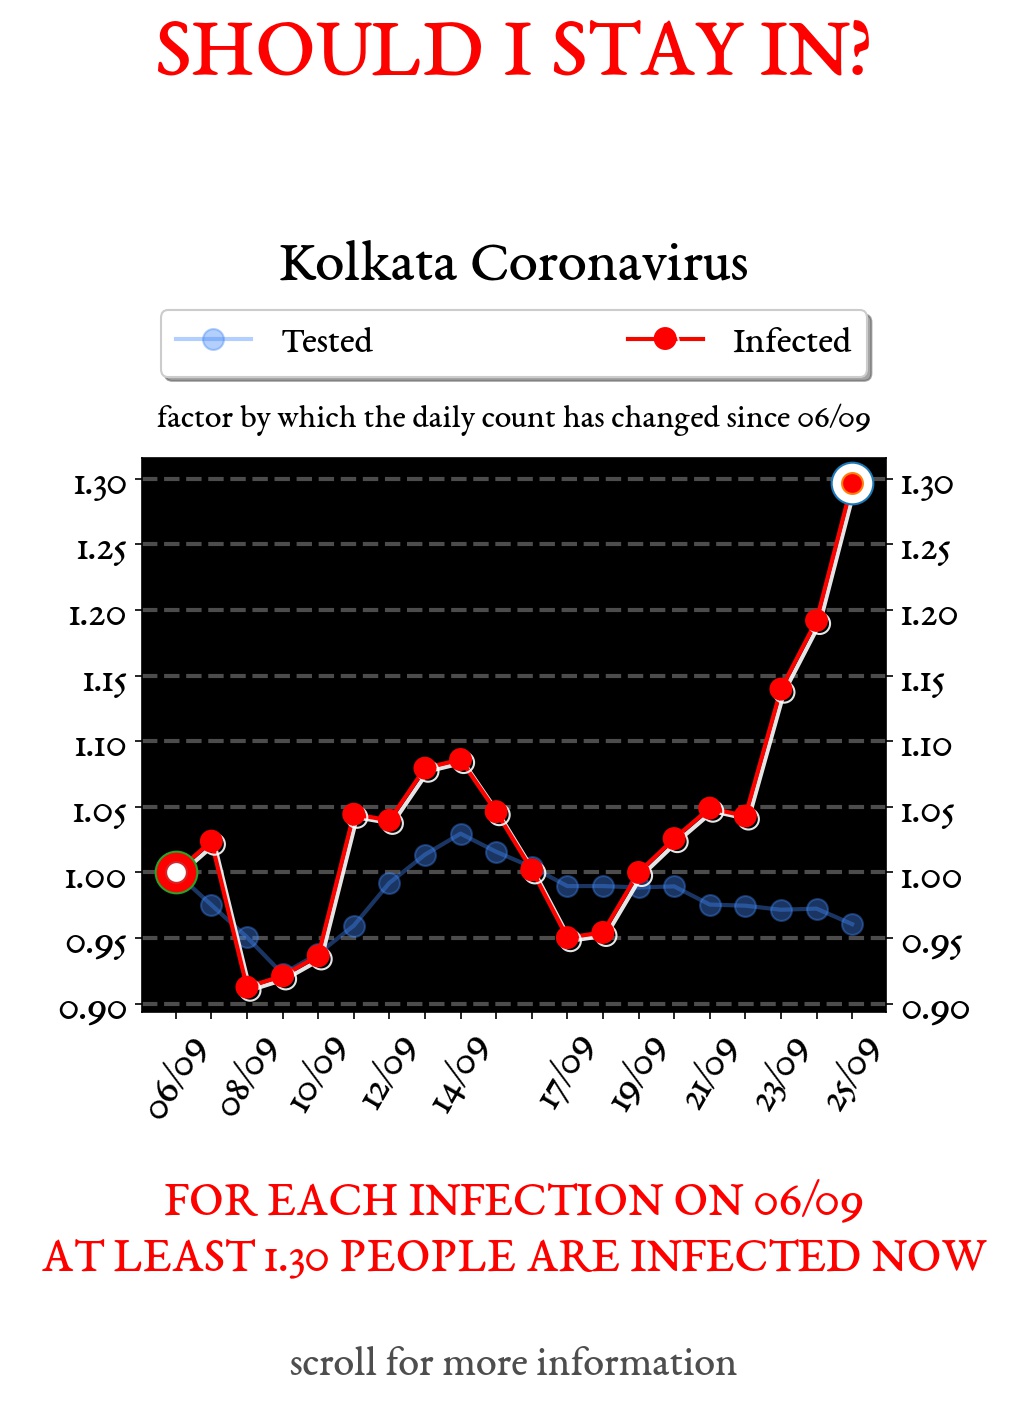 SHOULD I STAY IN?
Kolkata Coronavirus
Tested Infected
factor by which the daily count has changed since 06/09
1.30 1.30
1.25 1.25
1.20 1.20
1.15 1.15
1.10 1.10
1.05 1.05
1.00 1.00
0.95 0.95
0.90 0.90
06/09 08/09 10/09 12/09 14/09 17/09 19/09 21/09 23/09 25/09
FOR EACH INFECTION ON 06/09
AT LEAST 1.30 PEOPLE ARE INFECTED NOW
scroll for more information